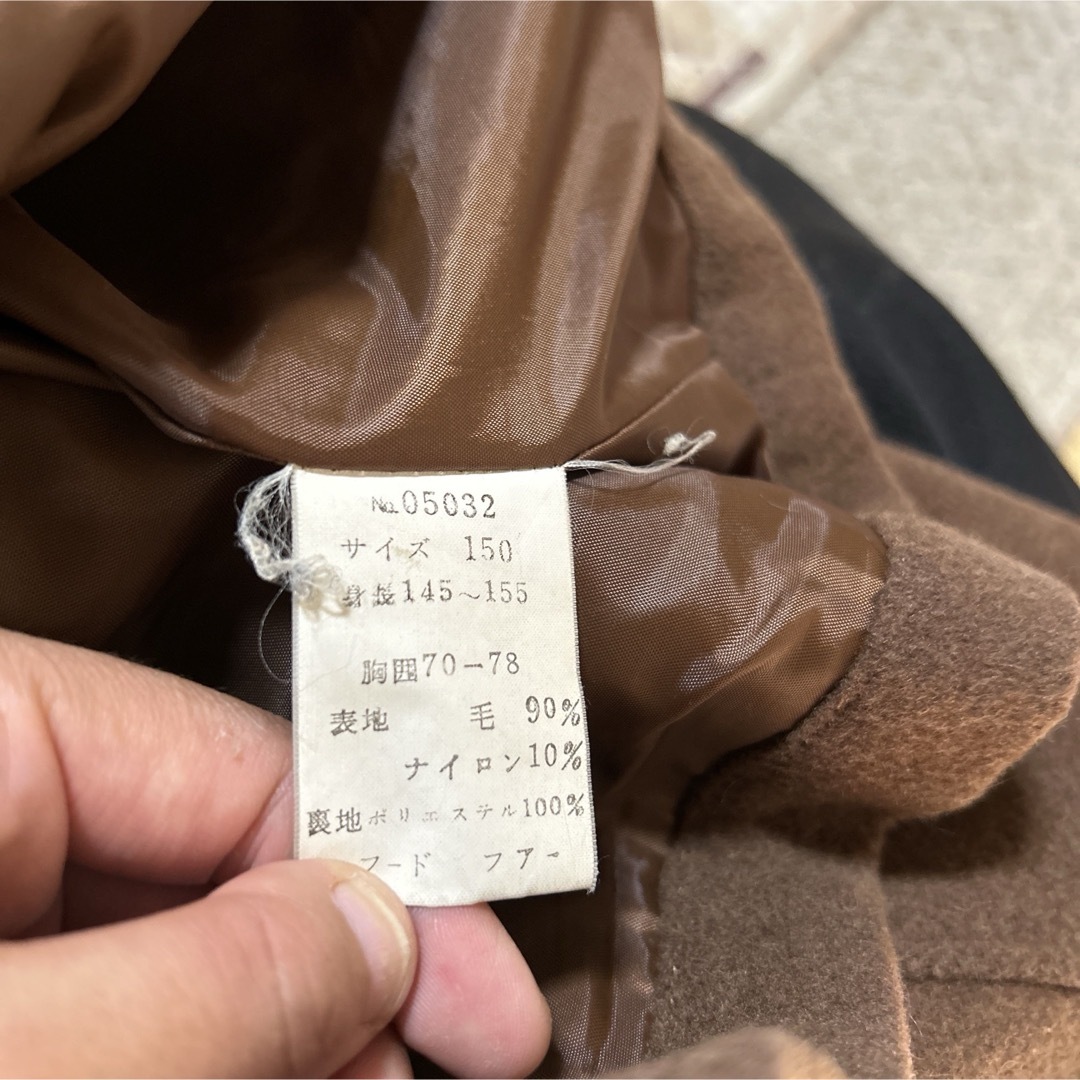 No.05032
サイズ 150
身長145～155
胸囲70-78
表地 毛 90%
ナイロン10%
裏地ポリエステル100%
フード ファー